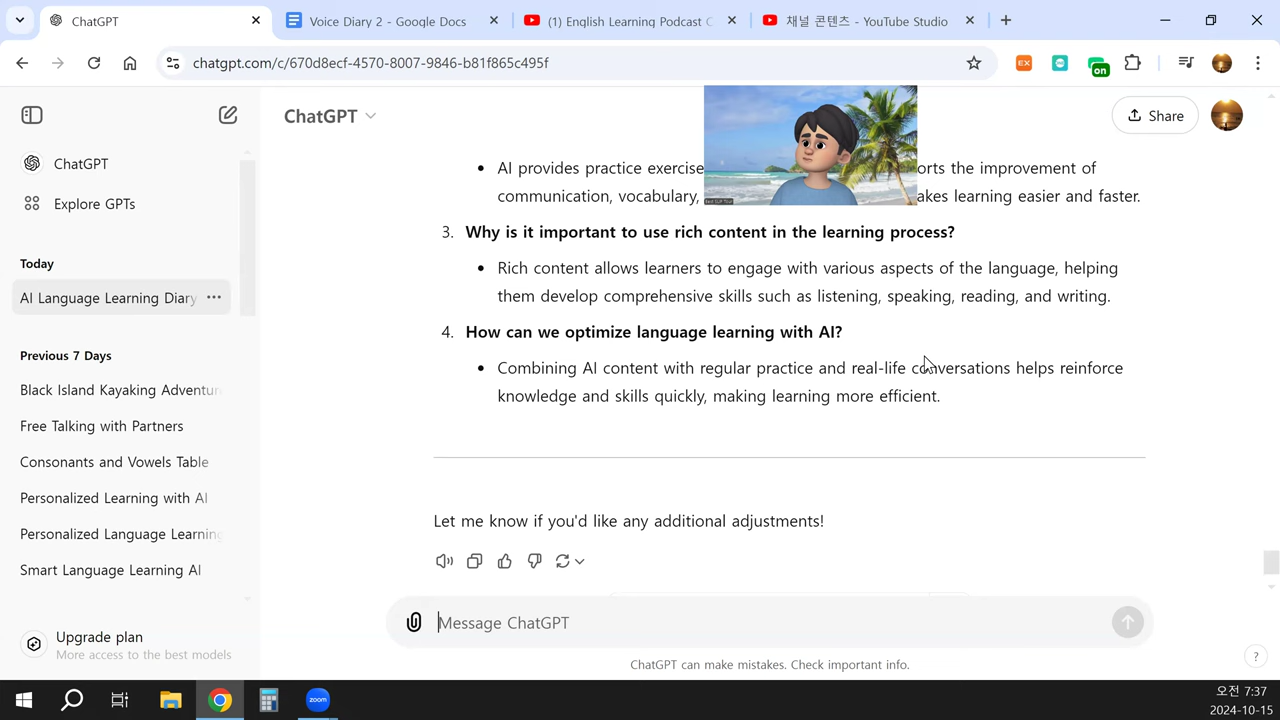 ChatGPT
Voice Diary 2 - Google Docs
(1) English Learning Podcast C
채널 콘텐츠 - YouTube Studio
chatgpt.com/c/670d8ecf-4570-8007-9846-b81f865c495f
EX
on
ChatGPT
Share
ChatGPT
Explore GPTs
Today
AI Language Learning Diary
Previous 7 Days
Black Island Kayaking Adventur
Free Talking with Partners
Consonants and Vowels Table
Personalized Learning with AI
Personalized Language Learning
Smart Language Learning AI
Upgrade plan
More access to the best models
• AI provides practice exercise orts the improvement of
communication, vocabulary, akes learning easier and faster.
3. Why is it important to use rich content in the learning process?
• Rich content allows learners to engage with various aspects of the language, helping
them develop comprehensive skills such as listening, speaking, reading, and writing.
4. How can we optimize language learning with AI?
• Combining AI content with regular practice and real-life conversations helps reinforce
knowledge and skills quickly, making learning more efficient.
Let me know if you'd like any additional adjustments!
Message ChatGPT
ChatGPT can make mistakes. Check important info.
?
zoom
오전 7:37
2024-10-15